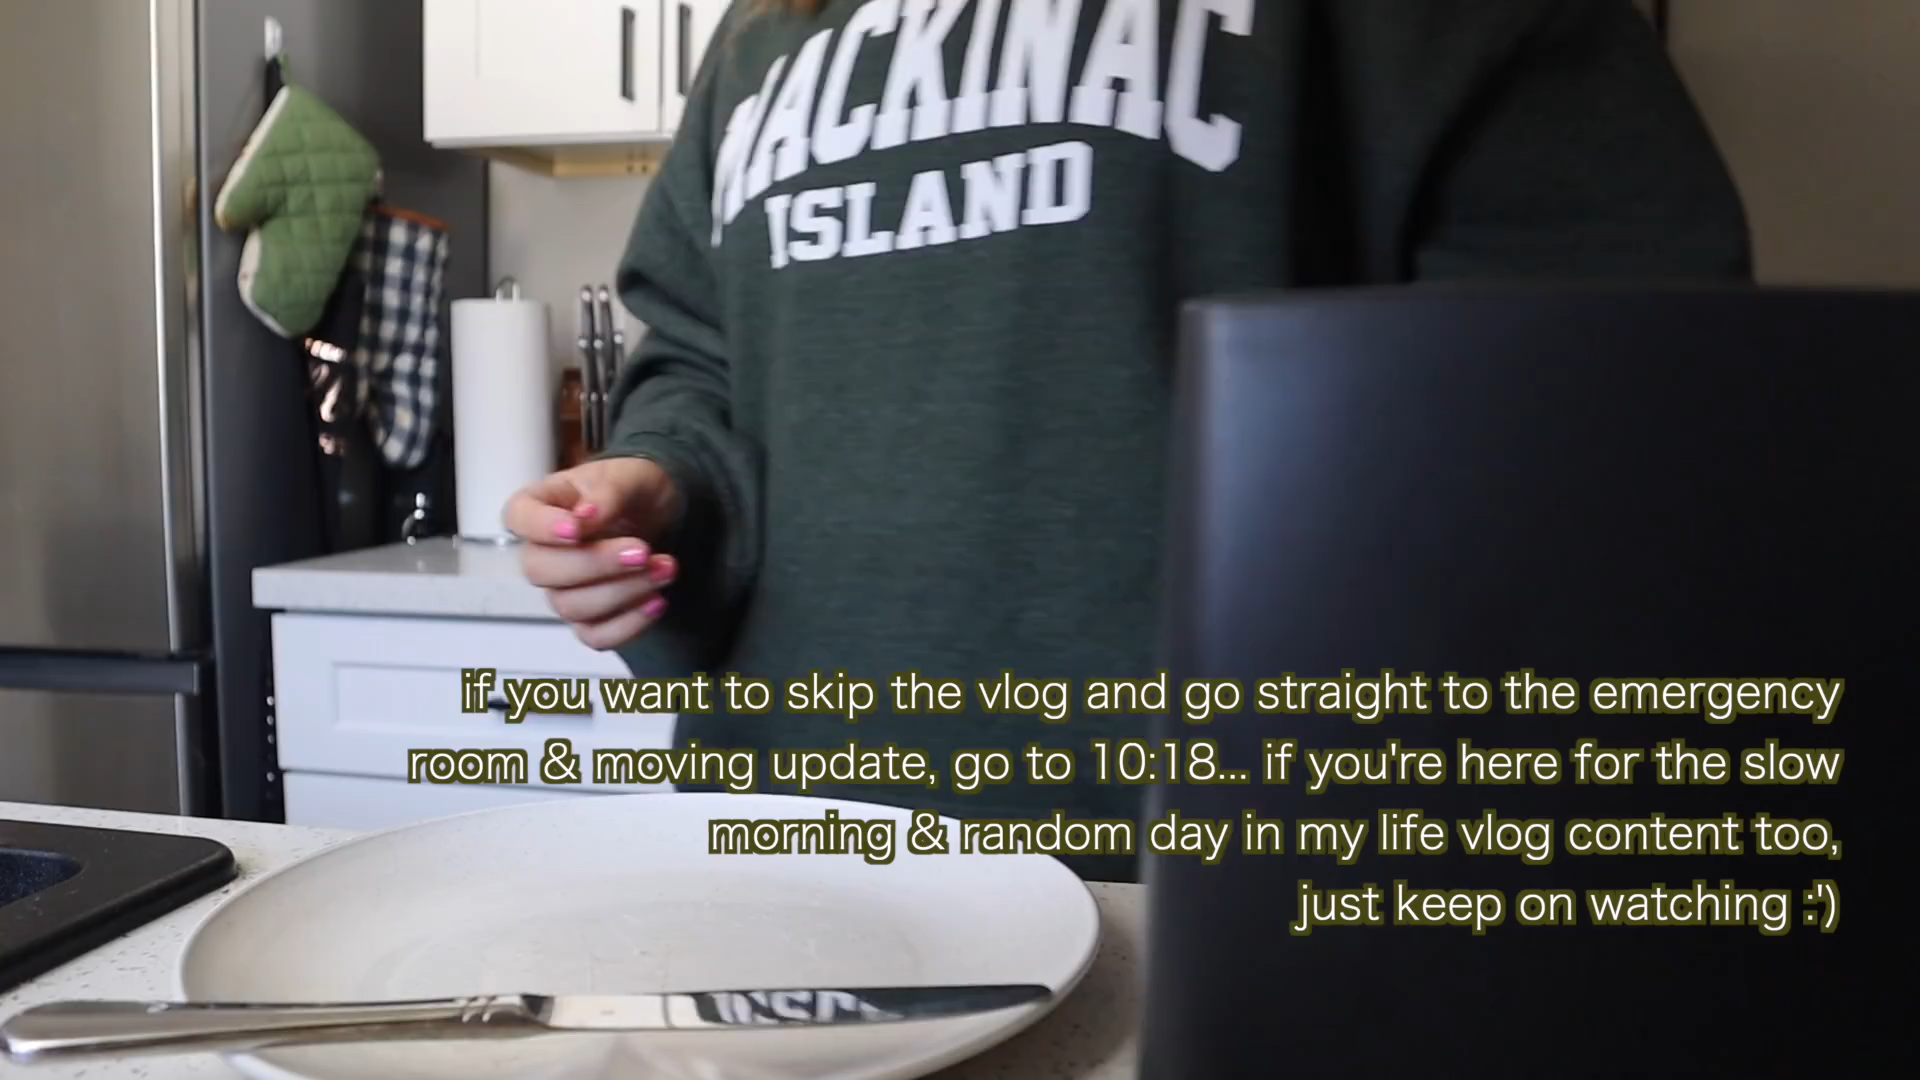 MACKINAC
ISLAND
if you want to skip the vlog and go straight to the emergency
room & moving update, go to 10:18... if you're here for the slow
morning & random day in my life vlog content too,
just keep on watching :')